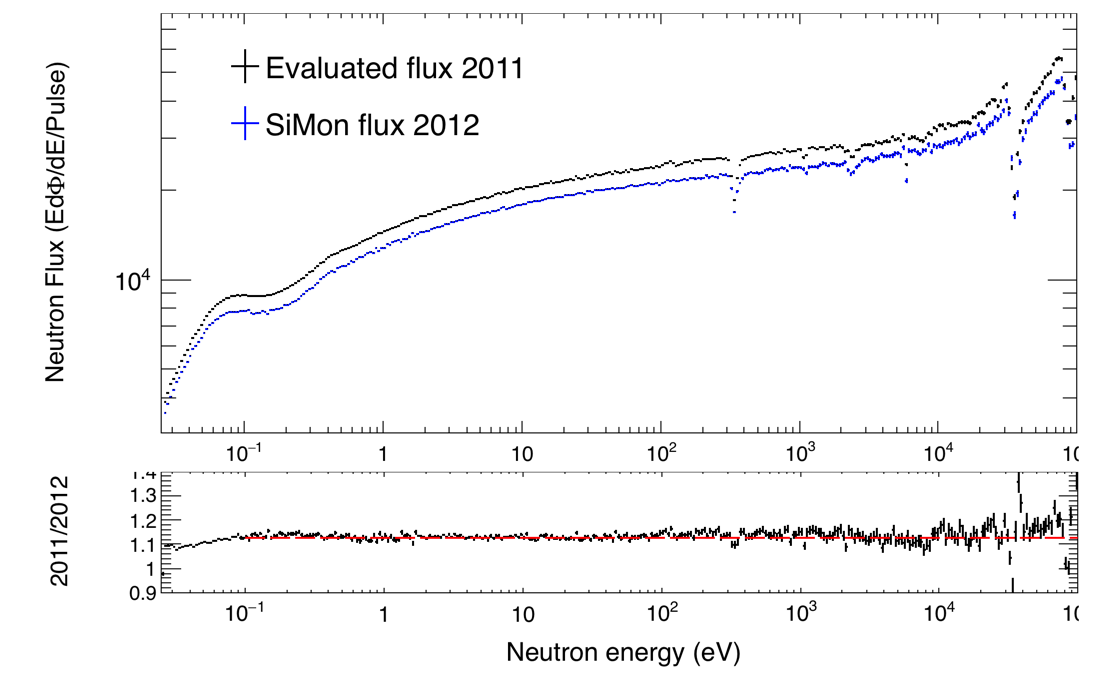 Evaluated flux 2011
SiMon flux 2012
Neutron Flux (EdΦ/dE/Pulse)
10⁴
10⁻¹ 1 10 10² 10³ 10⁴ 10
2011/2012
1.4
1.3
1.2
1.1
1
0.9
10⁻¹ 1 10 10² 10³ 10⁴ 10
Neutron energy (eV)